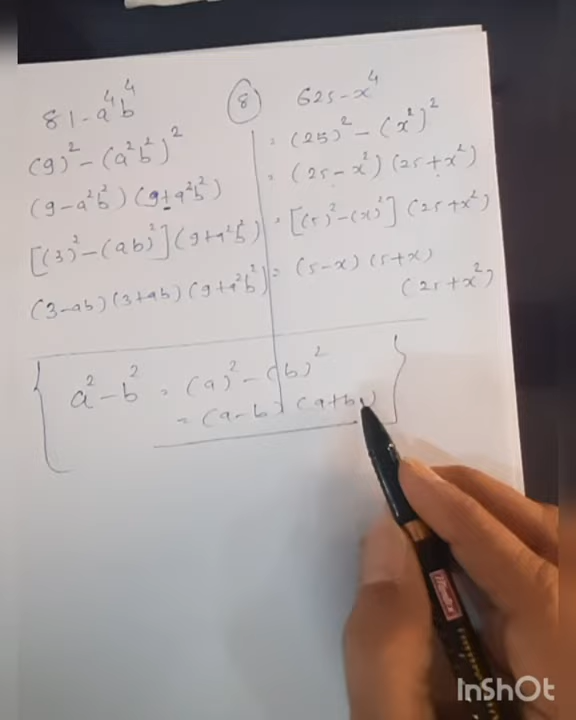 81 - a⁴b⁴
(9)² - (a²b²)²
(9 - a²b²) (9 + a²b²)
[(3)² - (ab)²] (9 + a²b²)
(3 - ab) (3 + ab) (9 + a²b²)
(8) 625 - x⁴
= (25)² - (x²)²
= (25 - x²) (25 + x²)
= [(5)² - (x)²] (25 + x²)
= (5 - x) (5 + x)
(25 + x²)
{ a² - b² = (a)² - (b)²
= (a - b) (a + b) }
InShOt